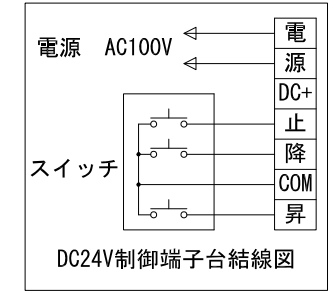 電源 AC100V
電
源
DC+
止
降
COM
昇
スイッチ
DC24V制御端子台結線図